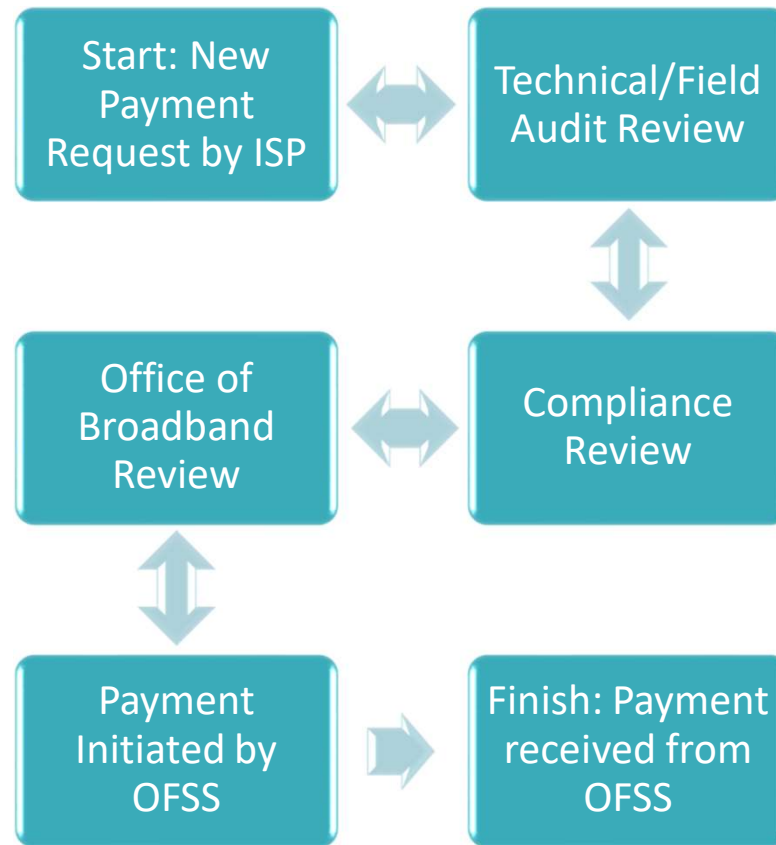 Start: New
Payment
Request by ISP
Technical/Field
Audit Review
Compliance
Review
Office of
Broadband
Review
Payment
Initiated by
OFSS
Finish: Payment
received from
OFSS